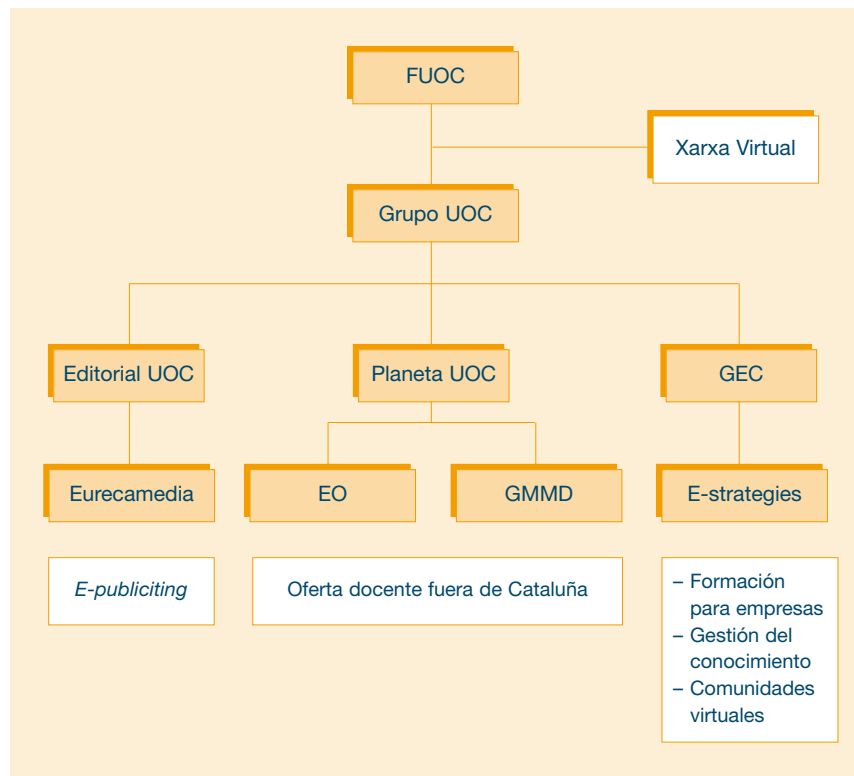 FUOC
Xarxa Virtual
Grupo UOC
Editorial UOC
Planeta UOC
GEC
Eurecamedia
EO
GMMD
E-strategies
E-publiciting
Oferta docente fuera de Cataluña
– Formación
para empresas
– Gestión del
conocimiento
– Comunidades
virtuales